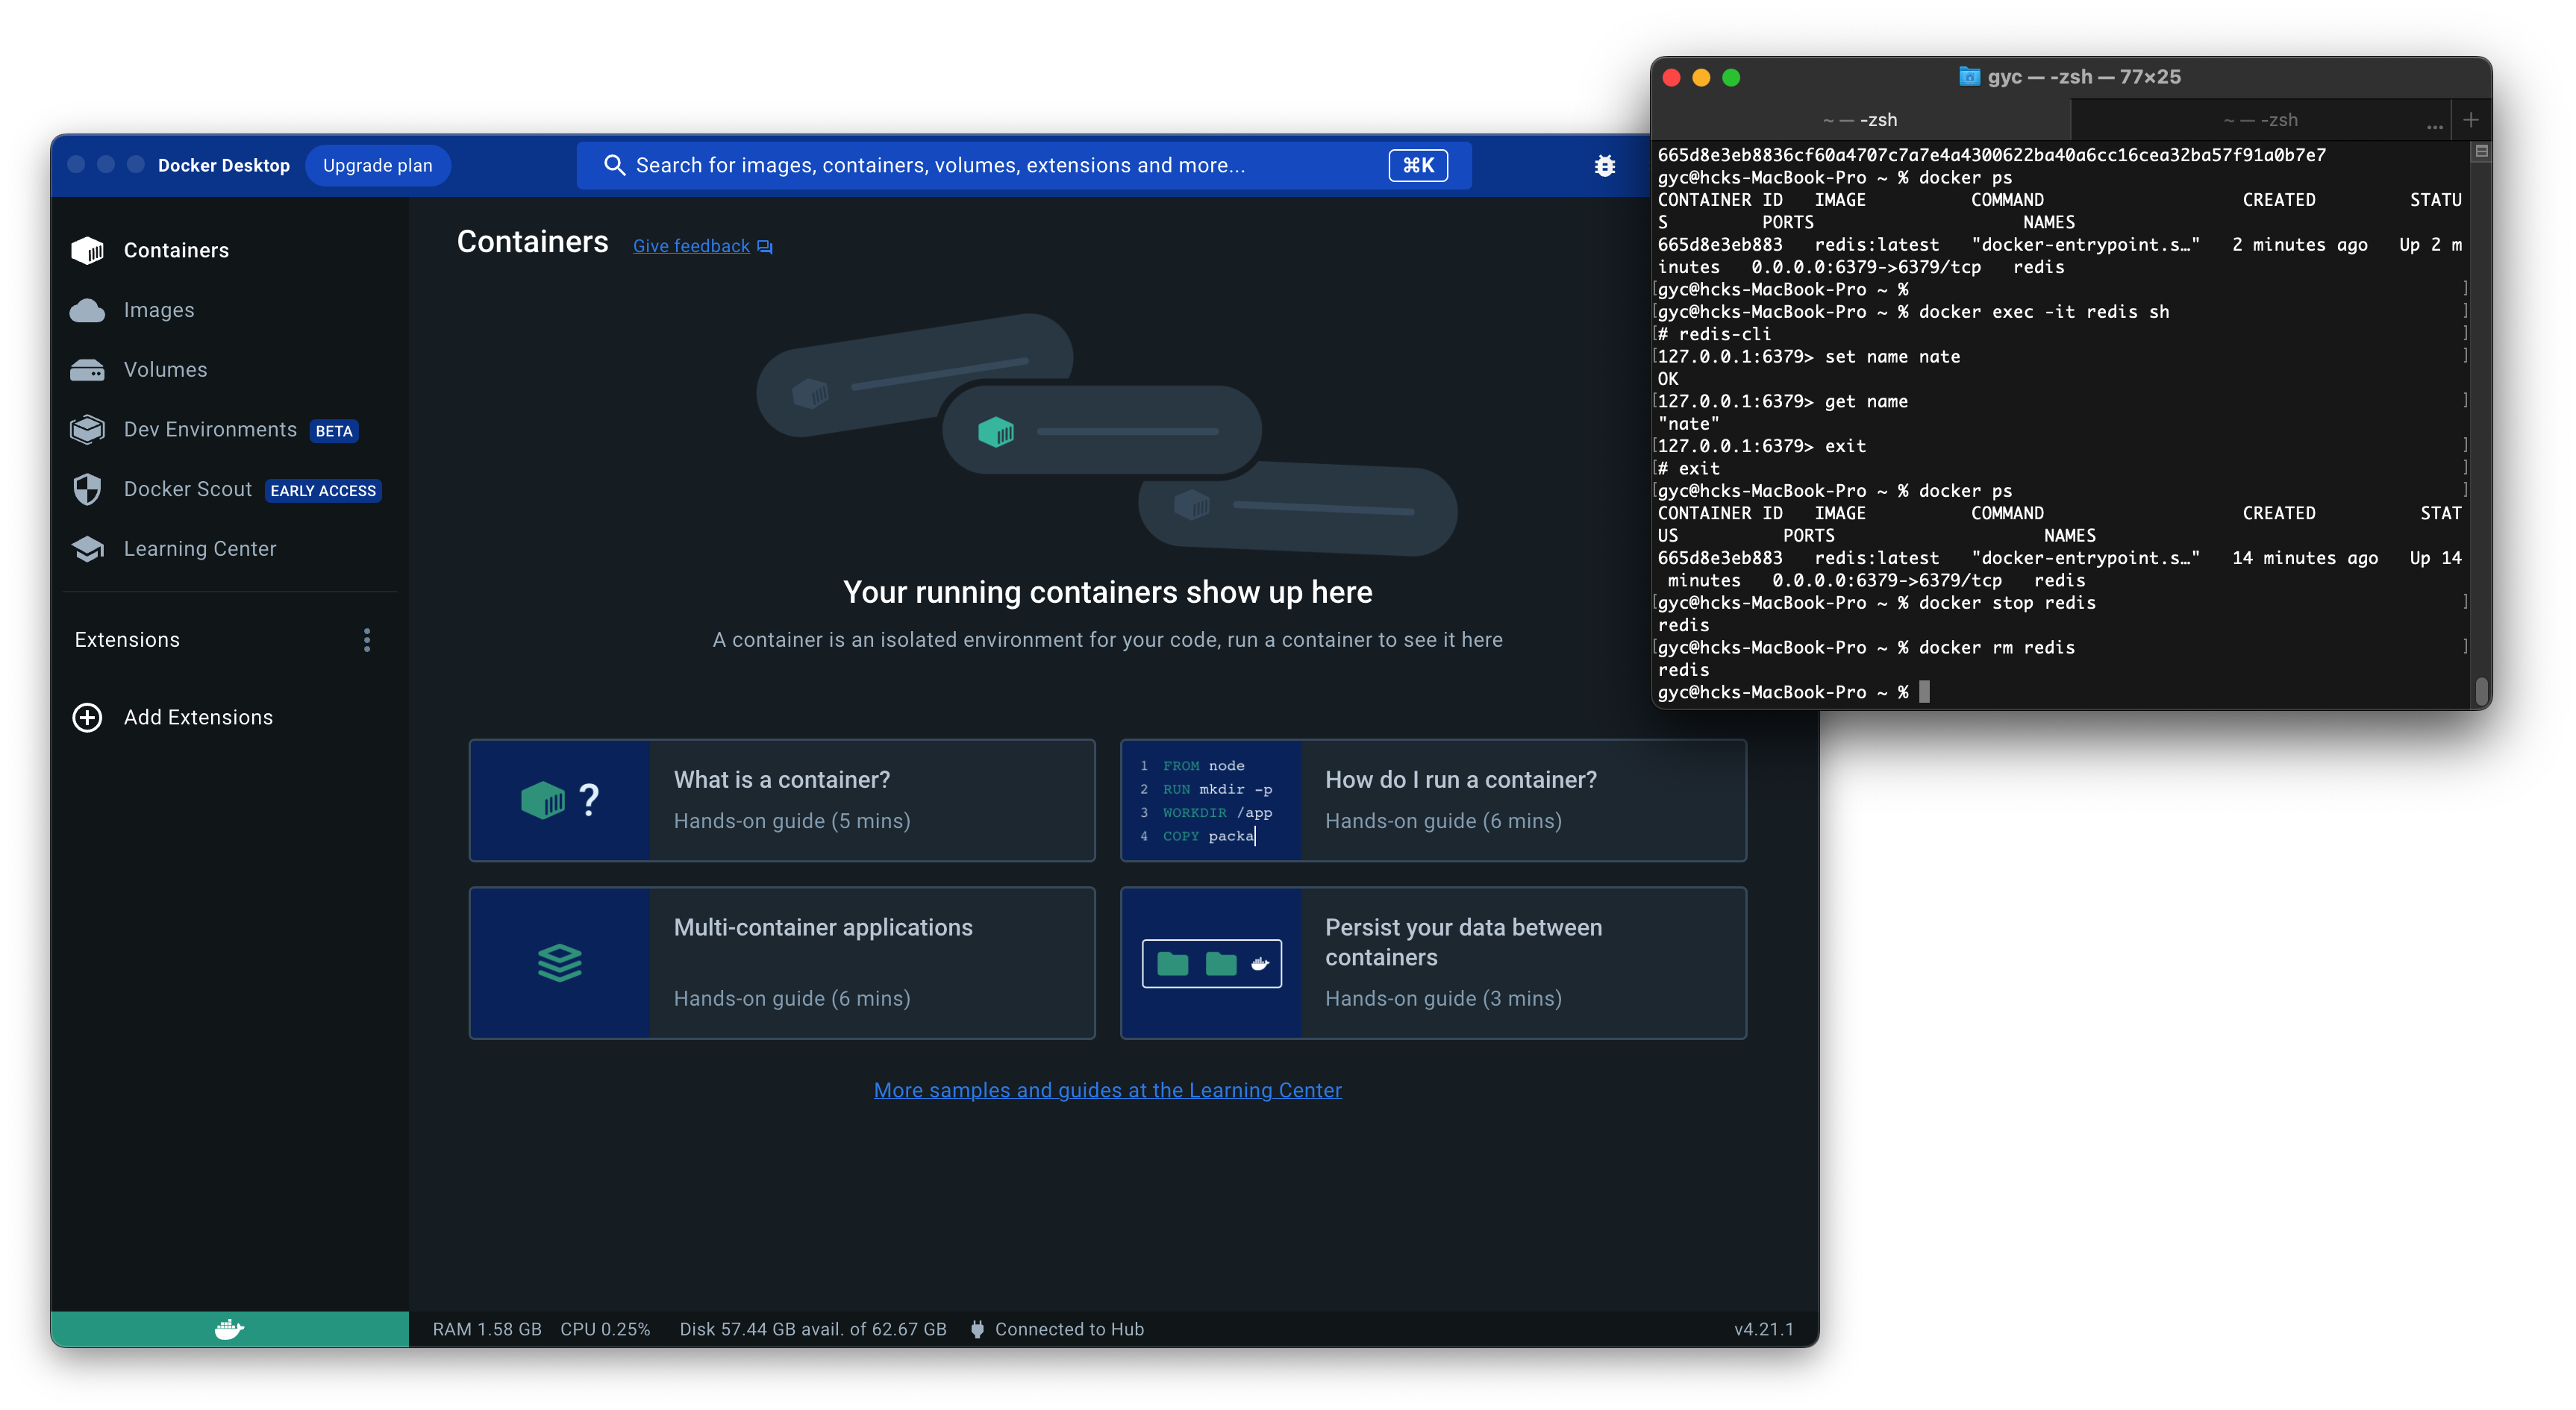 Docker Desktop
Upgrade plan
Search for images, containers, volumes, extensions and more...
⌘K
Containers
Images
Volumes
Dev Environments BETA
Docker Scout EARLY ACCESS
Learning Center
Extensions
Add Extensions
Containers
Give feedback
Your running containers show up here
A container is an isolated environment for your code, run a container to see it here
?
What is a container?
Hands-on guide (5 mins)
1 FROM node
2 RUN mkdir -p
3 WORKDIR /app
4 COPY packa
How do I run a container?
Hands-on guide (6 mins)
Multi-container applications
Hands-on guide (6 mins)
Persist your data between
containers
Hands-on guide (3 mins)
More samples and guides at the Learning Center
RAM 1.58 GB CPU 0.25% Disk 57.44 GB avail. of 62.67 GB Connected to Hub
v4.21.1
gyc — -zsh — 77×25
~ — -zsh
~ — -zsh
...
+
665d8e3eb8836cf60a4707c7a7e4a4300622ba40a6cc16cea32ba57f91a0b7e7
gyc@hcks-MacBook-Pro ~ % docker ps
CONTAINER ID   IMAGE          COMMAND                   CREATED         STATU
S         PORTS                    NAMES
665d8e3eb883   redis:latest   "docker-entrypoint.s…"   2 minutes ago   Up 2 m
inutes   0.0.0.0:6379->6379/tcp   redis
[gyc@hcks-MacBook-Pro ~ % ]
[gyc@hcks-MacBook-Pro ~ % docker exec -it redis sh ]
[# redis-cli ]
[127.0.0.1:6379> set name nate ]
OK
[127.0.0.1:6379> get name ]
"nate"
[127.0.0.1:6379> exit ]
[# exit ]
[gyc@hcks-MacBook-Pro ~ % docker ps ]
CONTAINER ID   IMAGE          COMMAND                   CREATED          STAT
US          PORTS                    NAMES
665d8e3eb883   redis:latest   "docker-entrypoint.s…"   14 minutes ago   Up 14
 minutes   0.0.0.0:6379->6379/tcp   redis
[gyc@hcks-MacBook-Pro ~ % docker stop redis ]
redis
[gyc@hcks-MacBook-Pro ~ % docker rm redis ]
redis
gyc@hcks-MacBook-Pro ~ %